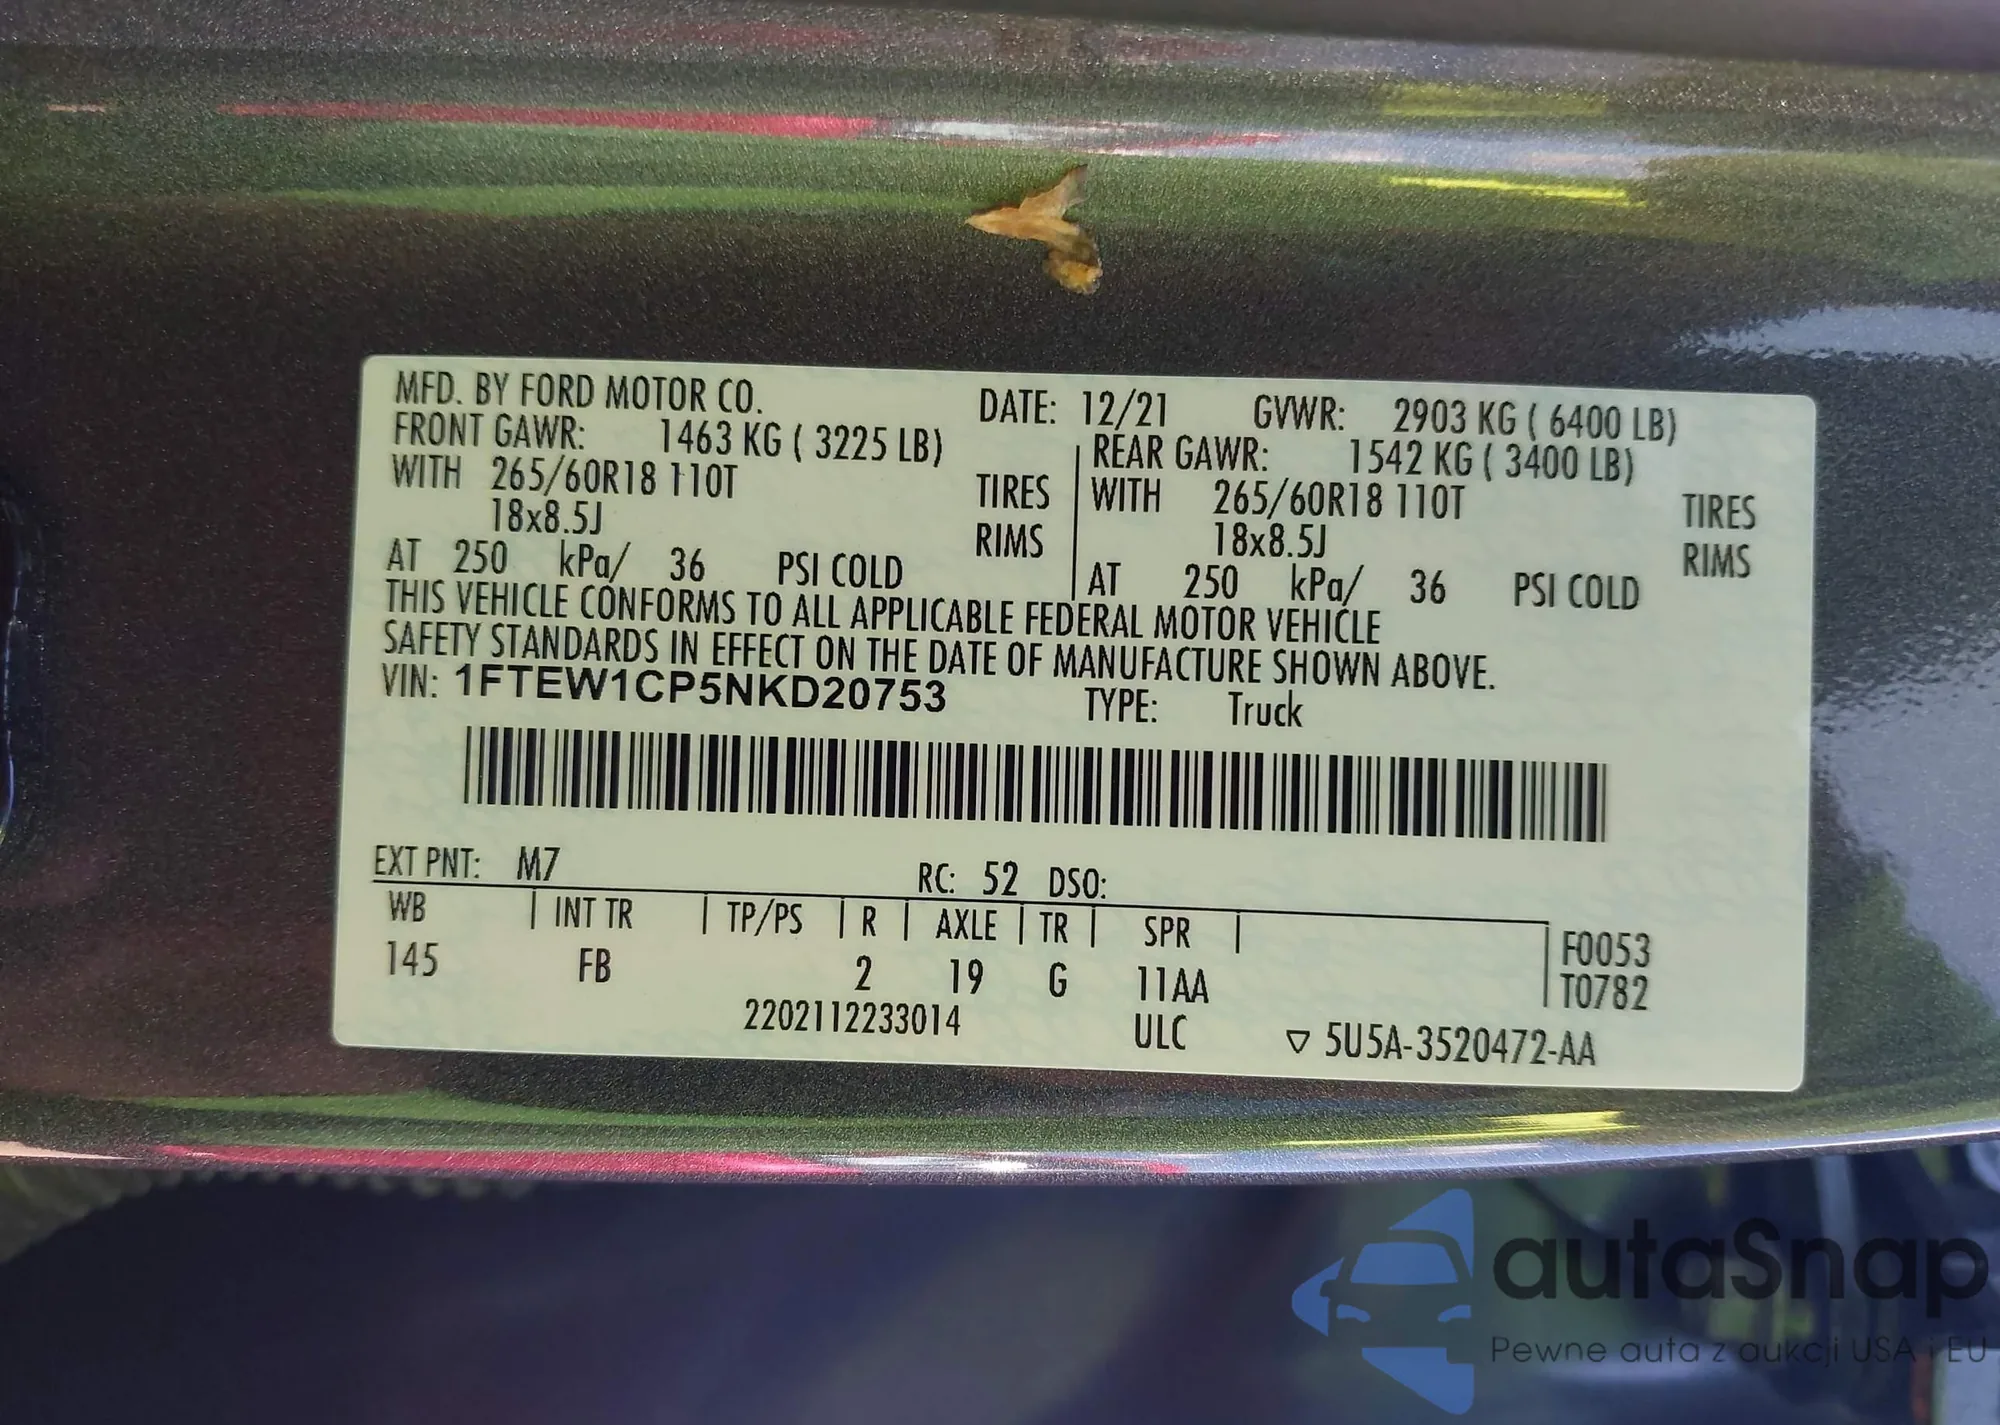 MFD. BY FORD MOTOR CO. DATE: 12/21 GVWR: 2903 KG ( 6400 LB)
FRONT GAWR: 1463 KG ( 3225 LB) REAR GAWR: 1542 KG ( 3400 LB)
WITH 265/60R18 110T TIRES WITH 265/60R18 110T TIRES
18x8.5J RIMS 18x8.5J RIMS
AT 250 kPa/ 36 PSI COLD AT 250 kPa/ 36 PSI COLD
THIS VEHICLE CONFORMS TO ALL APPLICABLE FEDERAL MOTOR VEHICLE
SAFETY STANDARDS IN EFFECT ON THE DATE OF MANUFACTURE SHOWN ABOVE.
VIN: 1FTEW1CP5NKD20753 TYPE: Truck
EXT PNT: M7 RC: 52 DSO:
WB | INT TR | TP/PS | R | AXLE | TR | SPR | F0053
145 FB 2 19 G 11AA T0782
2202112233014 ULC ▽ 5U5A-3520472-AA
autaSnap
Pewne auta z aukcji USA i EU